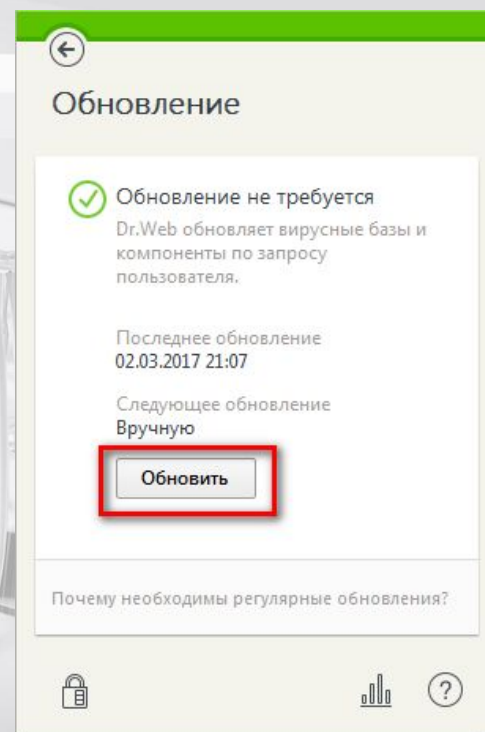 Обновление
Обновление не требуется
Dr.Web обновляет вирусные базы и
компоненты по запросу
пользователя.
Последнее обновление
02.03.2017 21:07
Следующее обновление
Вручную
Обновить
Почему необходимы регулярные обновления?
?